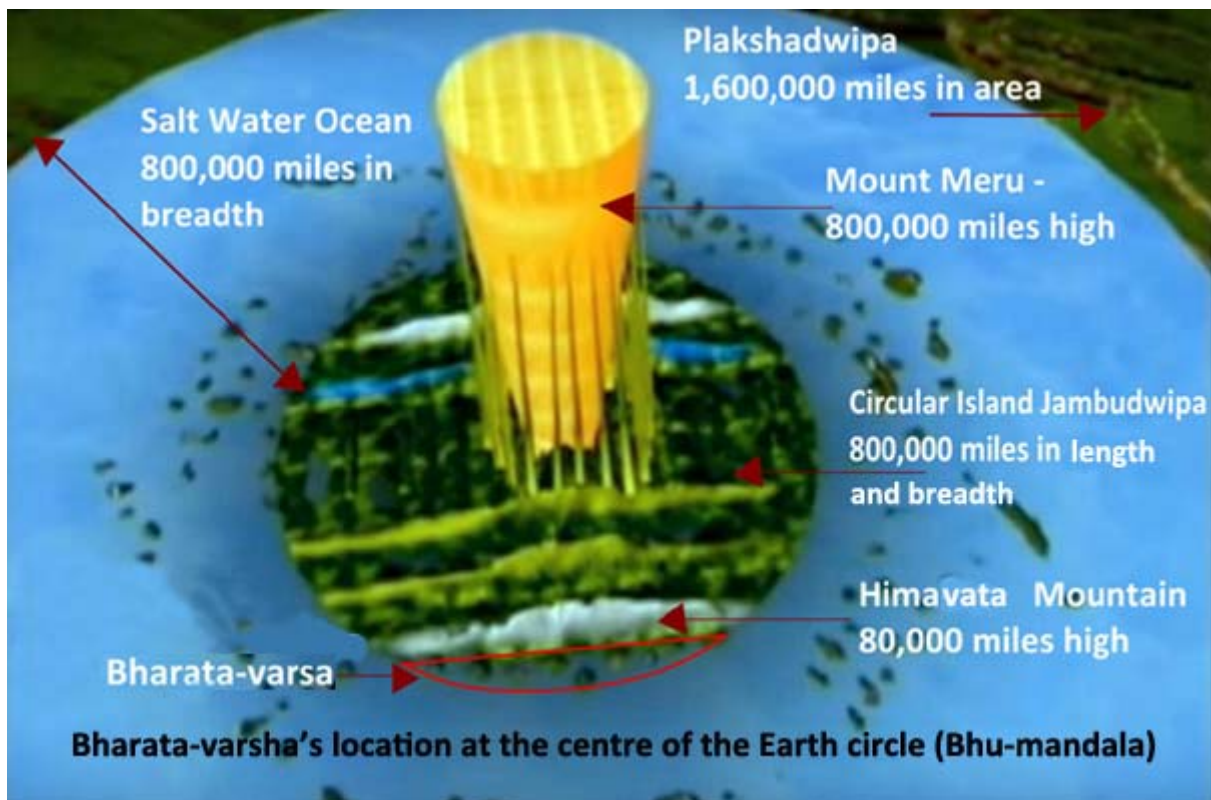 Plakshadwipa
1,600,000 miles in area
Salt Water Ocean
800,000 miles in
breadth
Mount Meru -
800,000 miles high
Circular Island Jambudwipa
800,000 miles in length
and breadth
Himavata Mountain
80,000 miles high
Bharata-varsa
Bharata-varsha's location at the centre of the Earth circle (Bhu-mandala)